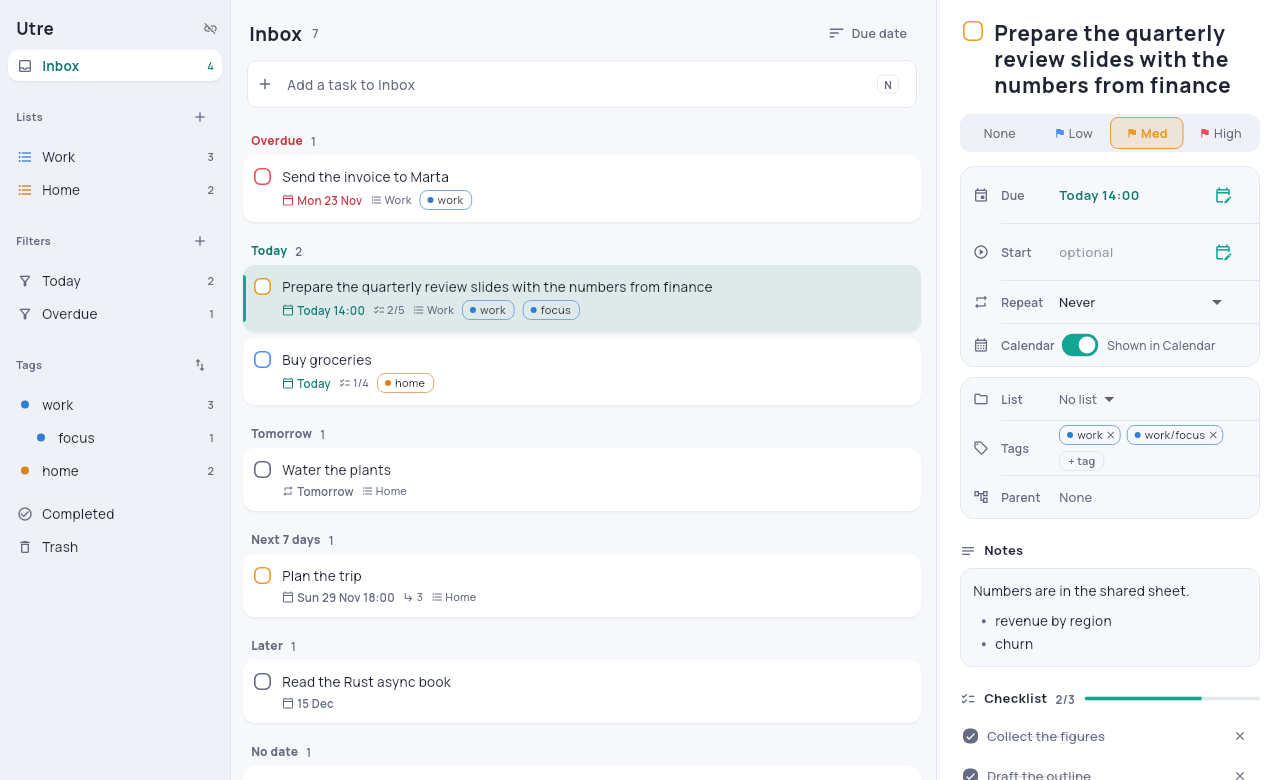 Utre
Inbox 4
Lists
Work 3
Home 2
Filters
Today 2
Overdue 1
Tags
work 3
focus 1
home 2
Completed
Trash
Inbox 7
Due date
Add a task to Inbox N
Overdue 1
Send the invoice to Marta
Mon 23 Nov Work work
Today 2
Prepare the quarterly review slides with the numbers from finance
Today 14:00 2/5 Work work focus
Buy groceries
Today 1/4 home
Tomorrow 1
Water the plants
Tomorrow Home
Next 7 days 1
Plan the trip
Sun 29 Nov 18:00 3 Home
Later 1
Read the Rust async book
15 Dec
No date 1
Prepare the quarterly
review slides with the
numbers from finance
None Low Med High
Due Today 14:00
Start optional
Repeat Never
Calendar Shown in Calendar
List No list
Tags work × work/focus ×
+ tag
Parent None
Notes
Numbers are in the shared sheet.
• revenue by region
• churn
Checklist 2/3
Collect the figures
Draft the outline